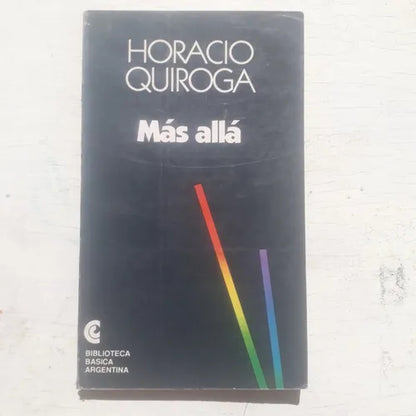 HORACIO
QUIROGA
Más allá
BIBLIOTECA
BASICA
ARGENTINA